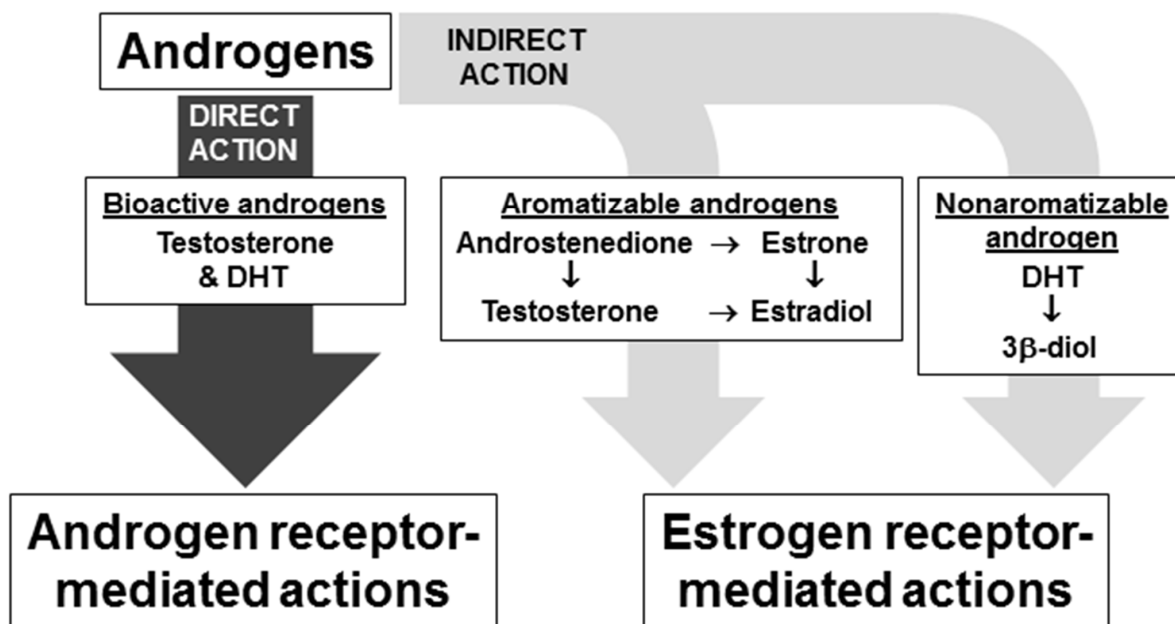 Androgens
INDIRECT
ACTION
DIRECT
ACTION
Bioactive androgens
Testosterone
& DHT
Aromatizable androgens
Androstenedione → Estrone
↓ ↓
Testosterone → Estradiol
Nonaromatizable
androgen
DHT
↓
3β-diol
Androgen receptor-
mediated actions
Estrogen receptor-
mediated actions